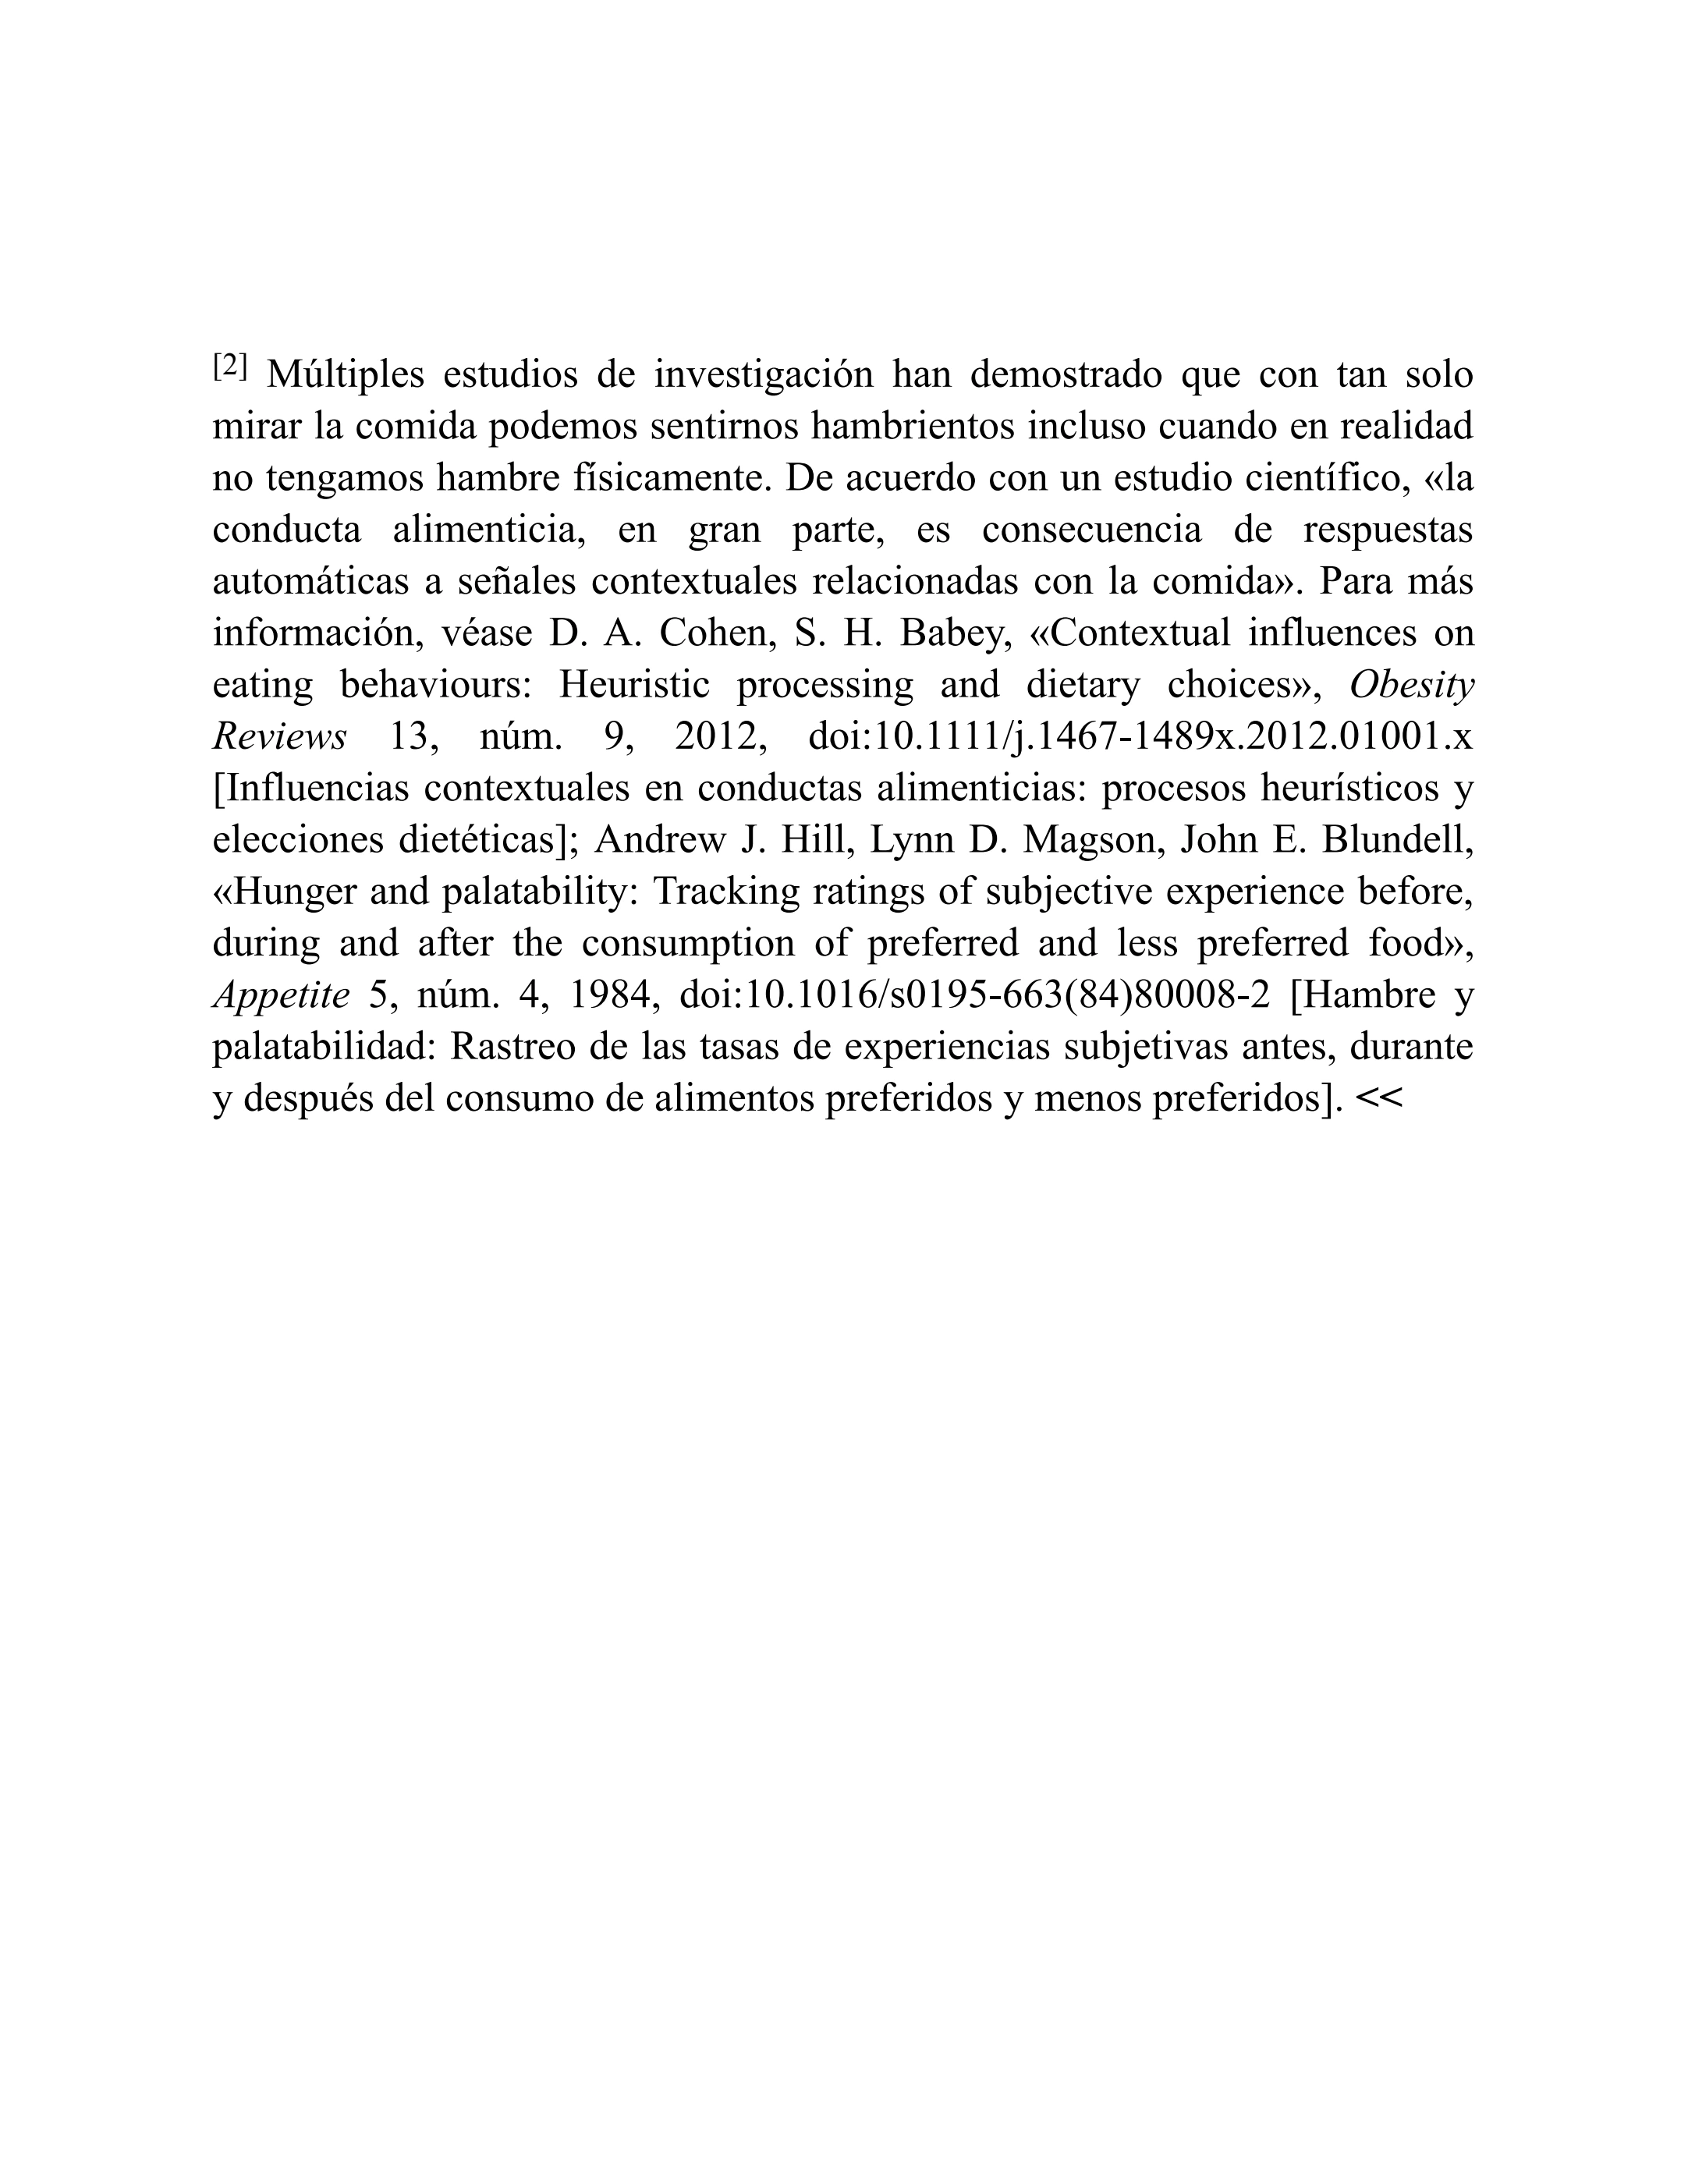 [2] Múltiples estudios de investigación han demostrado que con tan solo
mirar la comida podemos sentirnos hambrientos incluso cuando en realidad
no tengamos hambre físicamente. De acuerdo con un estudio científico, «la
conducta alimenticia, en gran parte, es consecuencia de respuestas
automáticas a señales contextuales relacionadas con la comida». Para más
información, véase D. A. Cohen, S. H. Babey, «Contextual influences on
eating behaviours: Heuristic processing and dietary choices», Obesity
Reviews 13, núm. 9, 2012, doi:10.1111/j.1467-1489x.2012.01001.x
[Influencias contextuales en conductas alimenticias: procesos heurísticos y
elecciones dietéticas]; Andrew J. Hill, Lynn D. Magson, John E. Blundell,
«Hunger and palatability: Tracking ratings of subjective experience before,
during and after the consumption of preferred and less preferred food»,
Appetite 5, núm. 4, 1984, doi:10.1016/s0195-663(84)80008-2 [Hambre y
palatabilidad: Rastreo de las tasas de experiencias subjetivas antes, durante
y después del consumo de alimentos preferidos y menos preferidos]. <<